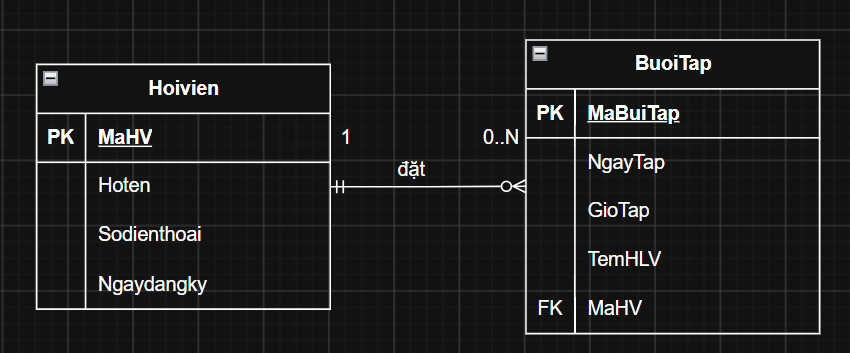 Hoivien
PK MaHV
Hoten
Sodienthoai
Ngaydangky
1
0..N
đặt
BuoiTap
PK MaBuiTap
NgayTap
GioTap
TemHLV
FK MaHV